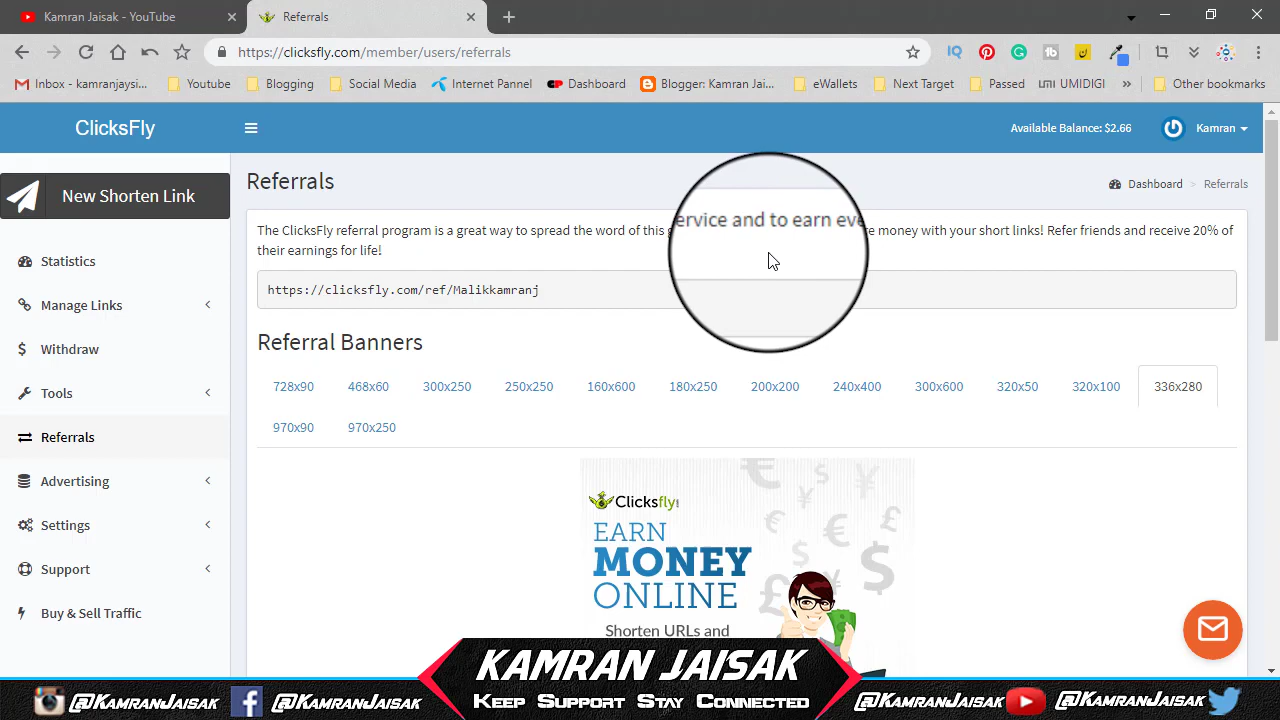 Kamran Jaisak - YouTube
Referrals
https://clicksfly.com/member/users/referrals
Inbox - kamranjaysi...
Youtube
Blogging
Social Media
Internet Pannel
Dashboard
Blogger: Kamran Jai...
eWallets
Next Target
Passed
UMIDIGI
»
Other bookmarks
ClicksFly
Available Balance: $2.66
Kamran
New Shorten Link
Statistics
Manage Links
Withdraw
Tools
Referrals
Advertising
Settings
Support
Buy & Sell Traffic
Referrals
Dashboard > Referrals
The ClicksFly referral program is a great way to spread the word of this ervice and to earn eve money with your short links! Refer friends and receive 20% of
their earnings for life!
https://clicksfly.com/ref/Malikkamranj
Referral Banners
728x90 468x60 300x250 250x250 160x600 180x250 200x200 240x400 300x600 320x50 320x100 336x280
970x90 970x250
Clicksfly!
EARN
MONEY
ONLINE
Shorten URLs and
KAMRAN JAISAK
Keep Support Stay Connected
@KamranJaisak
@KamranJaisak
@KamranJaisak
@KamranJaisak